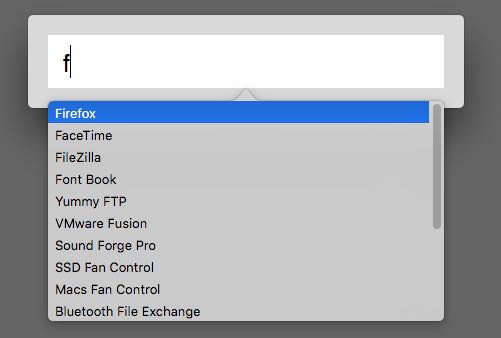 f
Firefox
FaceTime
FileZilla
Font Book
Yummy FTP
VMware Fusion
Sound Forge Pro
SSD Fan Control
Macs Fan Control
Bluetooth File Exchange